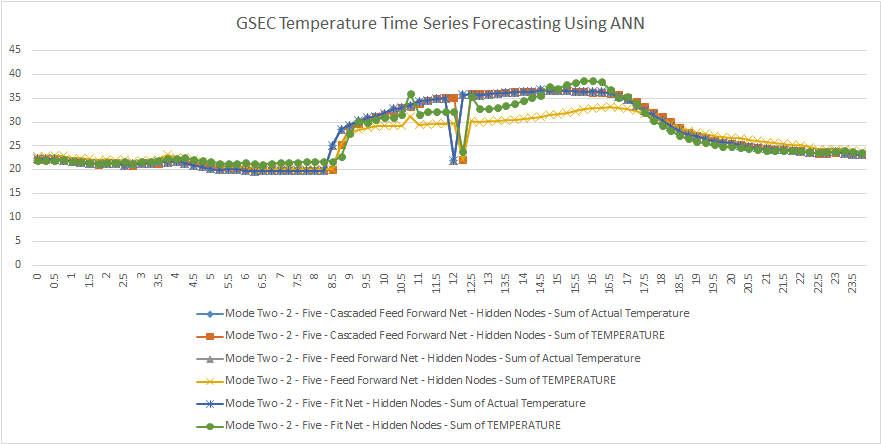 GSEC Temperature Time Series Forecasting Using ANN
45
40
35
30
25
20
15
10
5
0
0 0.5 1 1.5 2 2.5 3 3.5 4 4.5 5 5.5 6 6.5 7 7.5 8 8.5 9 9.5 10 10.5 11 11.5 12 12.5 13 13.5 14 14.5 15 15.5 16 16.5 17 17.5 18 18.5 19 19.5 20 20.5 21 21.5 22 22.5 23 23.5
Mode Two - 2 - Five - Cascaded Feed Forward Net - Hidden Nodes - Sum of Actual Temperature
Mode Two - 2 - Five - Cascaded Feed Forward Net - Hidden Nodes - Sum of TEMPERATURE
Mode Two - 2 - Five - Feed Forward Net - Hidden Nodes - Sum of Actual Temperature
Mode Two - 2 - Five - Feed Forward Net - Hidden Nodes - Sum of TEMPERATURE
Mode Two - 2 - Five - Fit Net - Hidden Nodes - Sum of Actual Temperature
Mode Two - 2 - Five - Fit Net - Hidden Nodes - Sum of TEMPERATURE